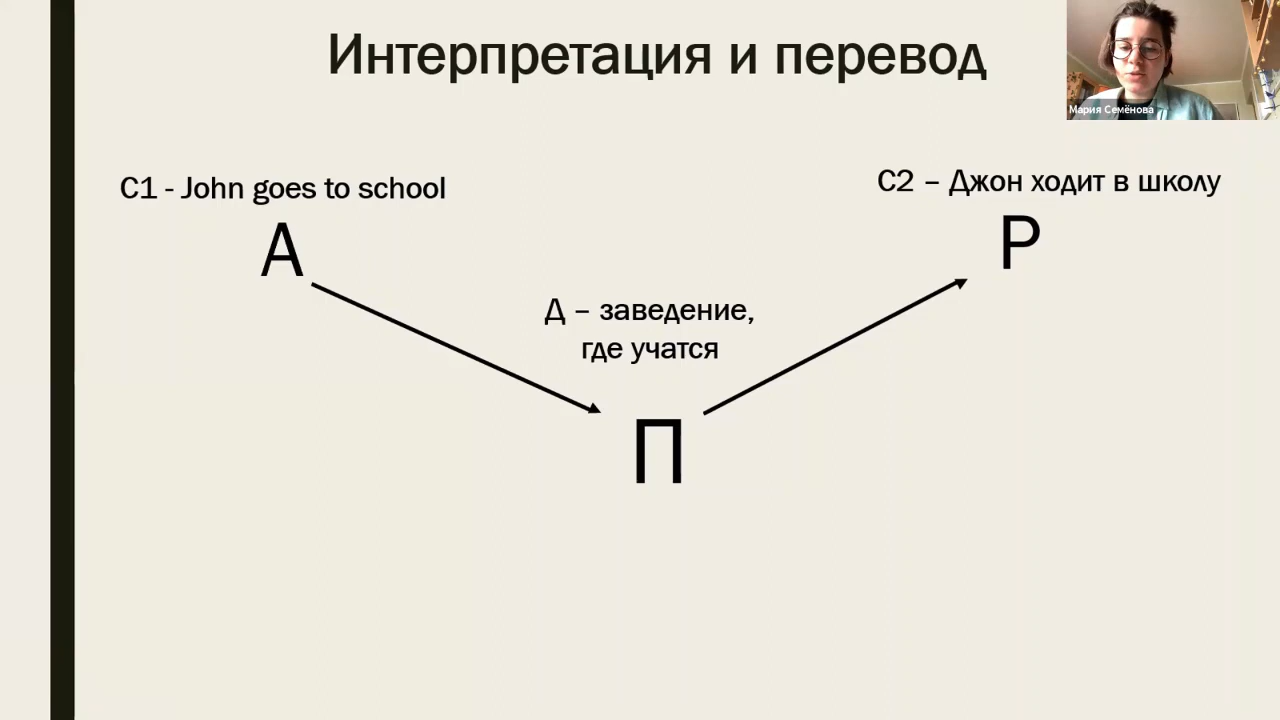 Интерпретация и перевод
Мария Семёнова
С1 - John goes to school
С2 – Джон ходит в школу
А
Р
Д – заведение,
где учатся
П